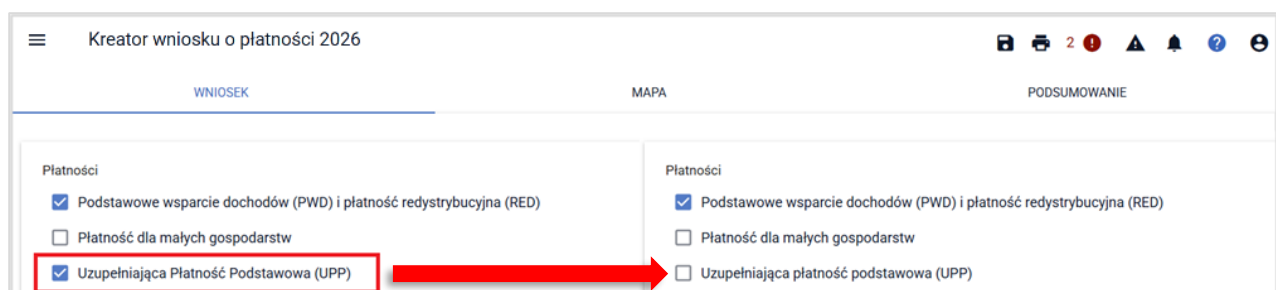 Kreator wniosku o płatności 2026
2
WNIOSEK
MAPA
PODSUMOWANIE
Płatności
Podstawowe wsparcie dochodów (PWD) i płatność redystrybucyjna (RED)
Płatność dla małych gospodarstw
Uzupełniająca Płatność Podstawowa (UPP)
Płatności
Podstawowe wsparcie dochodów (PWD) i płatność redystrybucyjna (RED)
Płatność dla małych gospodarstw
Uzupełniająca płatność podstawowa (UPP)